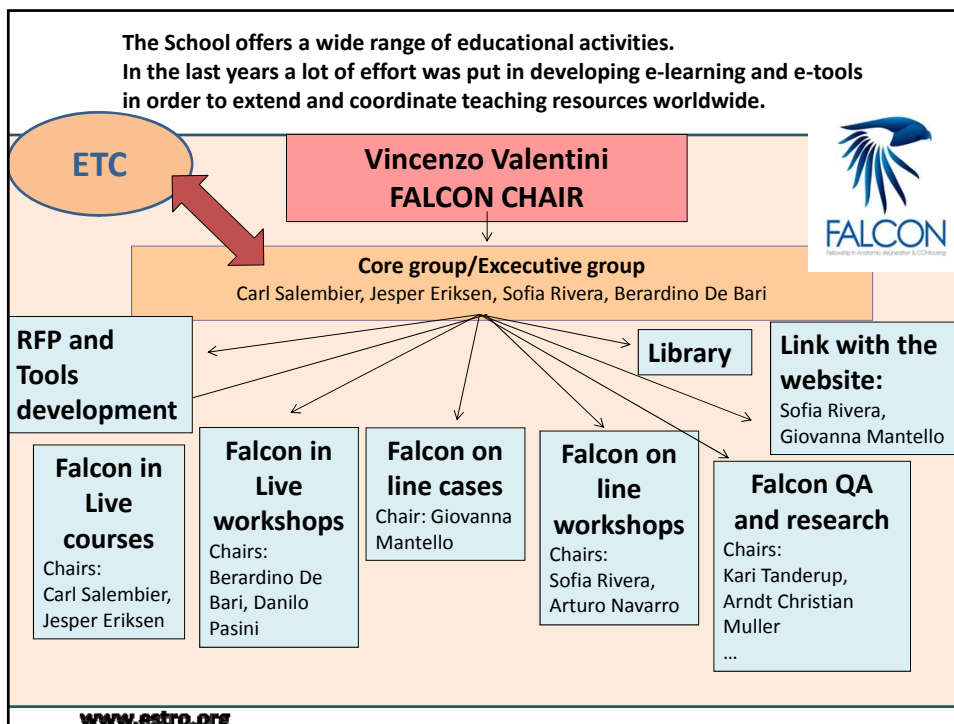 The School offers a wide range of educational activities.
In the last years a lot of effort was put in developing e-learning and e-tools
in order to extend and coordinate teaching resources worldwide.
ETC
Vincenzo Valentini
FALCON CHAIR
FALCON
Fellowship in Anatomic deLineation & CONtouring
Core group/Excecutive group
Carl Salembier, Jesper Eriksen, Sofia Rivera, Berardino De Bari
RFP and
Tools
development
Library
Link with the
website:
Sofia Rivera,
Giovanna Mantello
Falcon in
Live
courses
Chairs:
Carl Salembier,
Jesper Eriksen
Falcon in
Live
workshops
Chairs:
Berardino De
Bari, Danilo
Pasini
Falcon on
line cases
Chair: Giovanna
Mantello
Falcon on
line
workshops
Chairs:
Sofia Rivera,
Arturo Navarro
Falcon QA
and research
Chairs:
Kari Tanderup,
Arndt Christian
Muller
...
www.estro.org